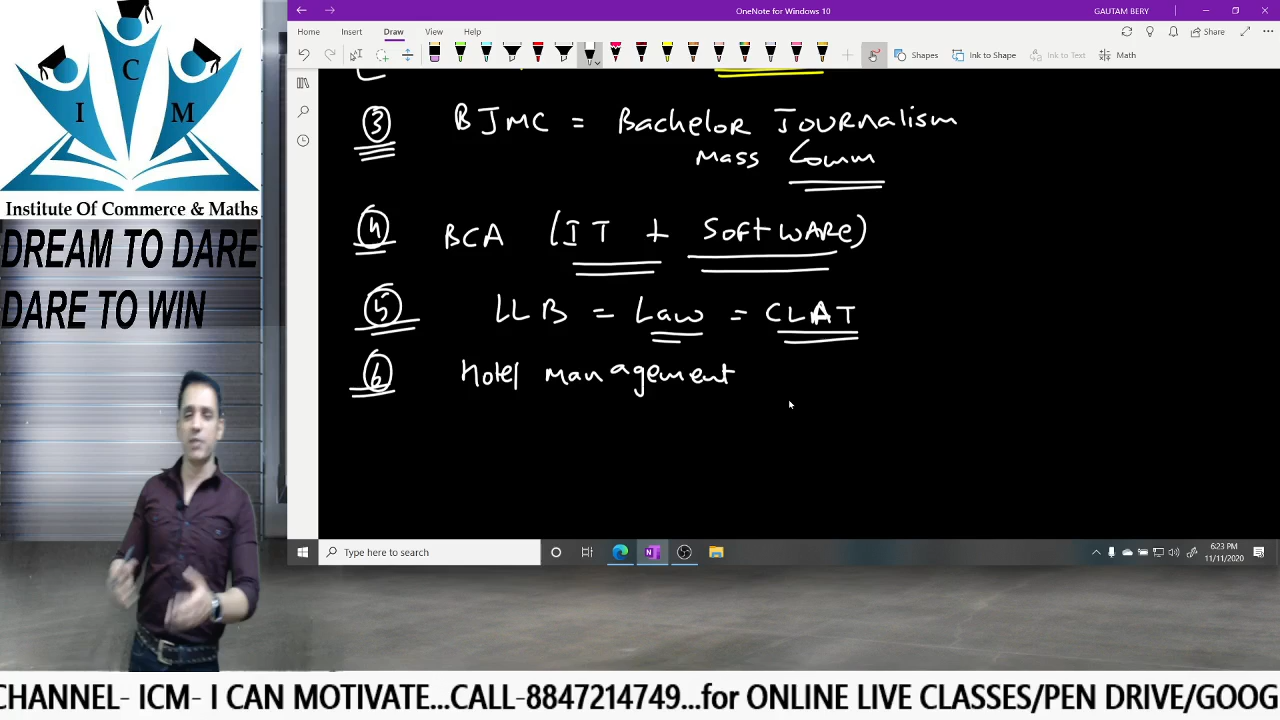 OneNote for Windows 10
GAUTAM BERY
Home Insert Draw View Help
Share
Shapes Ink to Shape Ink to Text Math
I C M
Institute Of Commerce & Maths
DREAM TO DARE
DARE TO WIN
3 BJMC = Bachelor Journalism
Mass Comm
4 BCA (IT + Software)
5 LLB = Law = CLAT
6 Hotel management
Type here to search
6:23 PM
11/11/2020
CHANNEL- ICM- I CAN MOTIVATE...CALL-8847214749...for ONLINE LIVE CLASSES/PEN DRIVE/GOOG